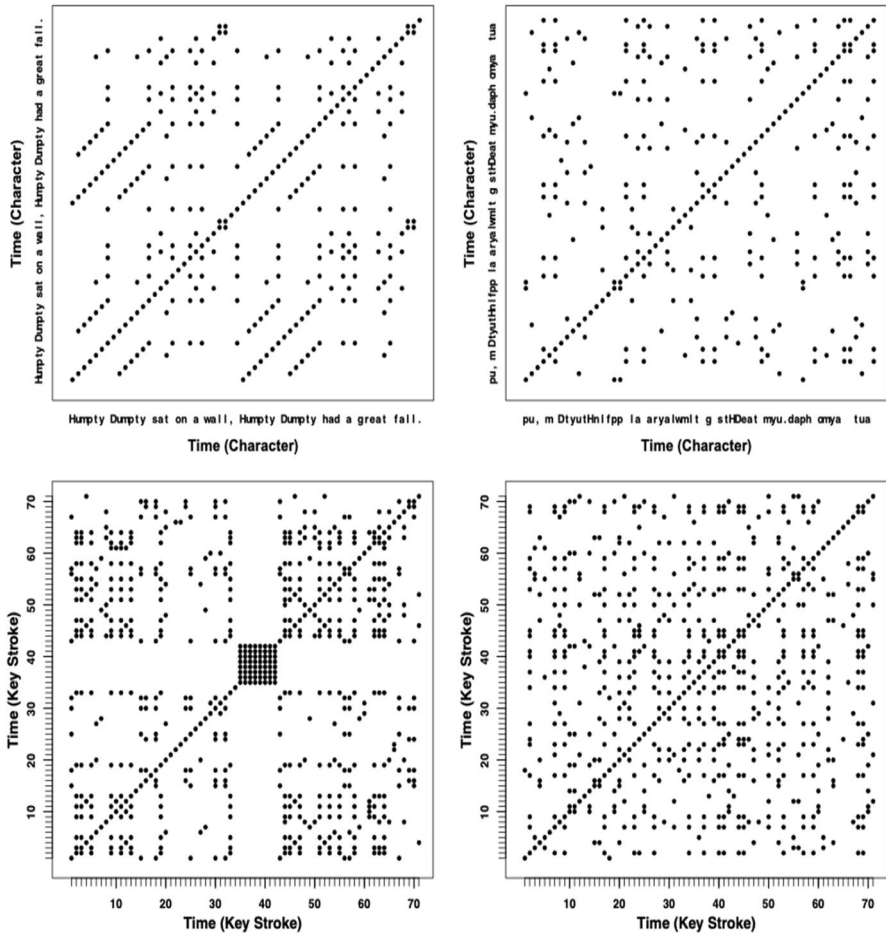 Time (Character)
Humpty Dumpty sat on a wall, Humpty Dumpty had a great fall.
Humpty Dumpty sat on a wall, Humpty Dumpty had a great fall.
Time (Character)
Time (Character)
pu, m DtyutHnlfpp la aryalwmlt g stHDeat myu.daph omya tua
pu, m DtyutHnlfpp la aryalwmlt g stHDeat myu.daph omya tua
Time (Character)
Time (Key Stroke)
70
60
50
40
30
20
10
10 20 30 40 50 60 70
Time (Key Stroke)
Time (Key Stroke)
70
60
50
40
30
20
10
10 20 30 40 50 60 70
Time (Key Stroke)